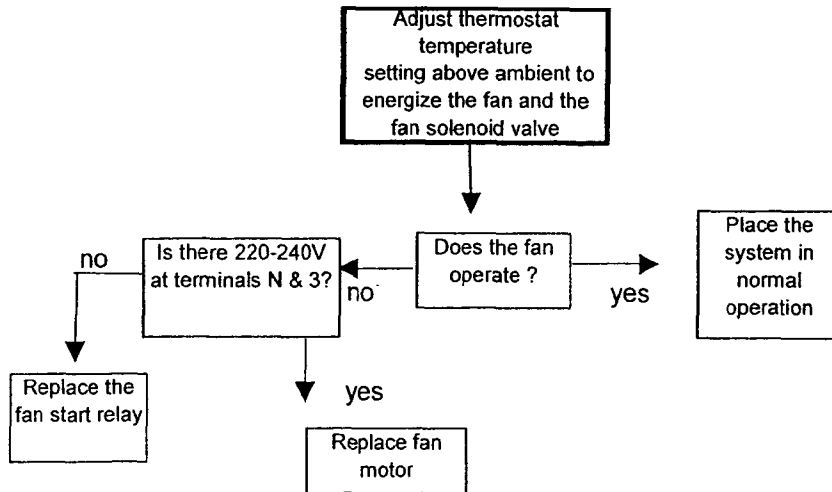 Adjust thermostat
temperature
setting above ambient to
energize the fan and the
fan solenoid valve
Does the fan
operate ?
yes
Place the
system in
normal
operation
no
Is there 220-240V
at terminals N & 3?
no
Replace the
fan start relay
yes
Replace fan
motor